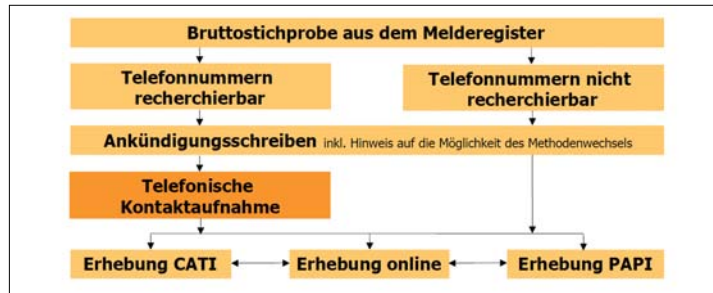 Bruttostichprobe aus dem Melderegister
Telefonnummern
recherchierbar
Telefonnummern nicht
recherchierbar
Ankündigungsschreiben inkl. Hinweis auf die Möglichkeit des Methodenwechsels
Telefonische
Kontaktaufnahme
Erhebung CATI
Erhebung online
Erhebung PAPI